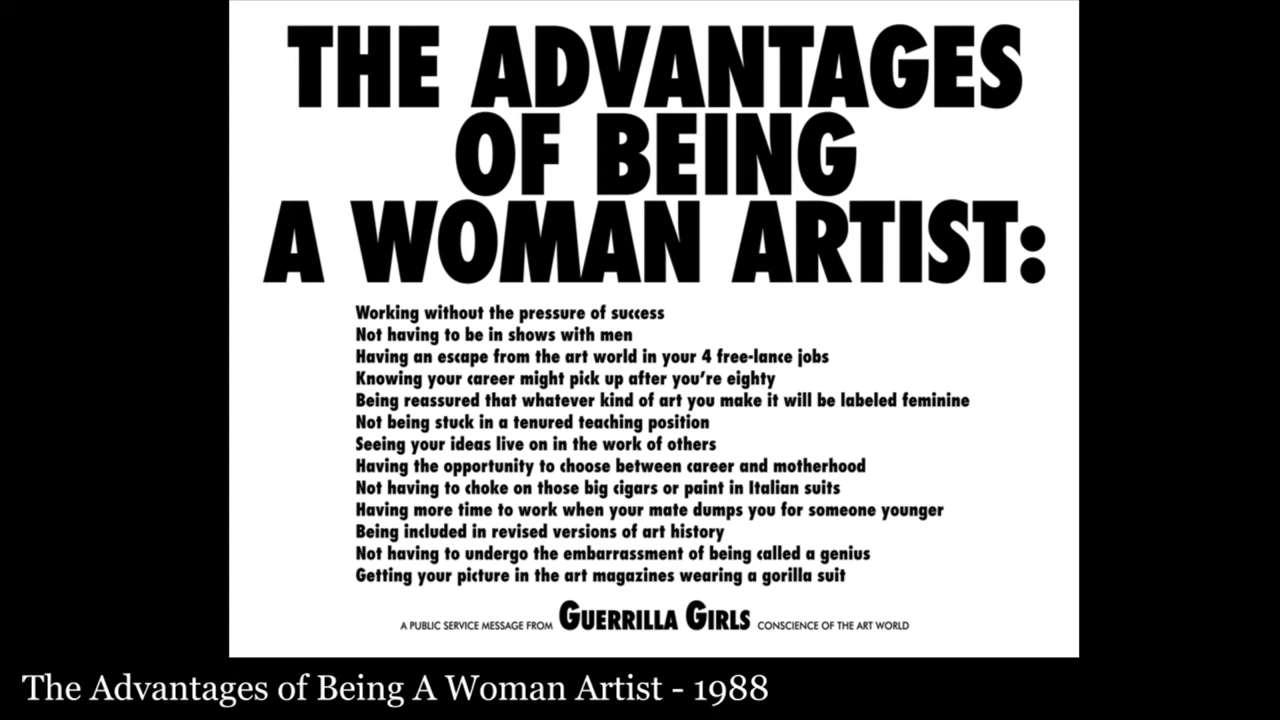 THE ADVANTAGES
OF BEING
A WOMAN ARTIST:
Working without the pressure of success
Not having to be in shows with men
Having an escape from the art world in your 4 free-lance jobs
Knowing your career might pick up after you're eighty
Being reassured that whatever kind of art you make it will be labeled feminine
Not being stuck in a tenured teaching position
Seeing your ideas live on in the work of others
Having the opportunity to choose between career and motherhood
Not having to choke on those big cigars or paint in Italian suits
Having more time to work when your mate dumps you for someone younger
Being included in revised versions of art history
Not having to undergo the embarrassment of being called a genius
Getting your picture in the art magazines wearing a gorilla suit
A PUBLIC SERVICE MESSAGE FROM GUERRILLA GIRLS CONSCIENCE OF THE ART WORLD
The Advantages of Being A Woman Artist - 1988